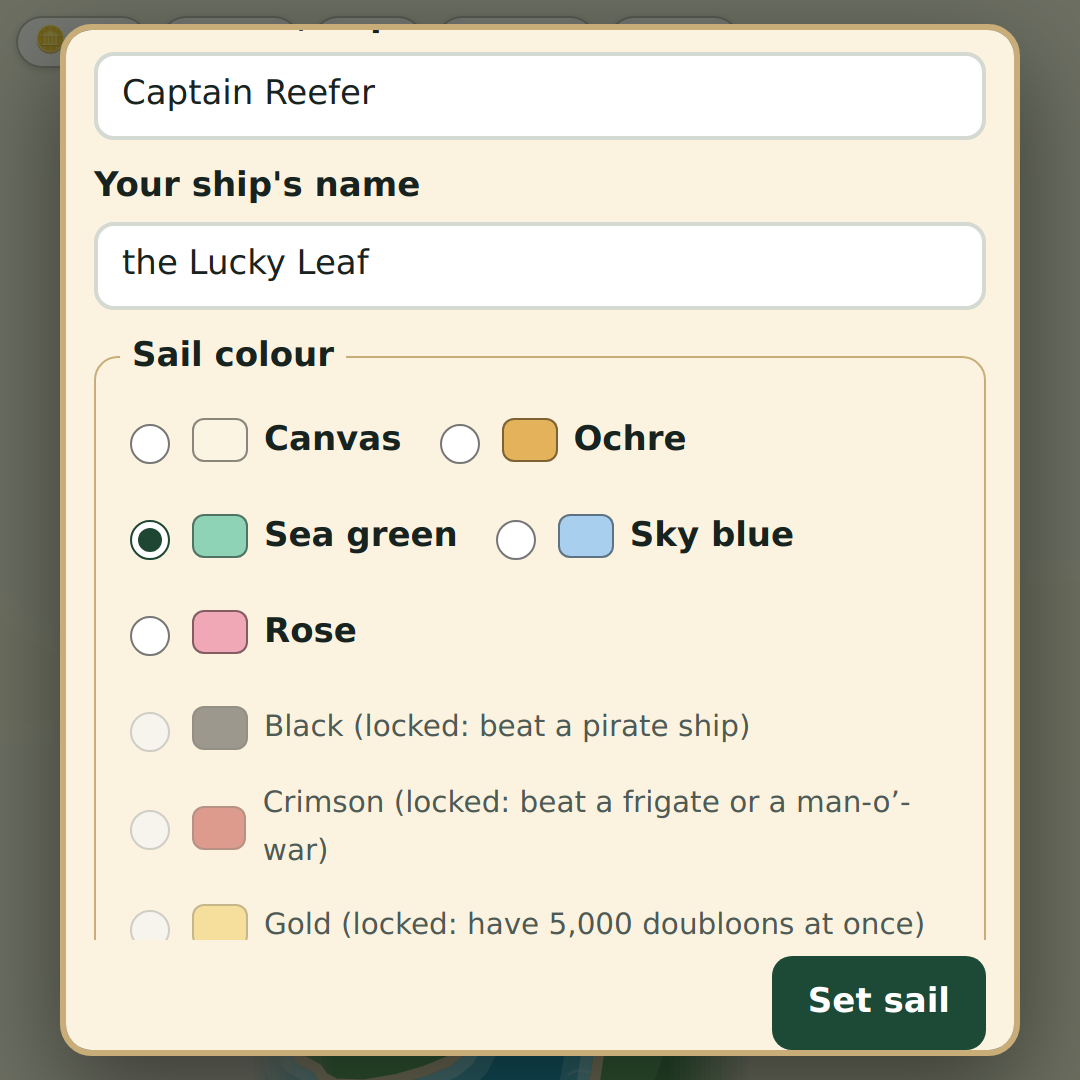 Captain Reefer
Your ship's name
the Lucky Leaf
Sail colour
Canvas
Ochre
Sea green
Sky blue
Rose
Black (locked: beat a pirate ship)
Crimson (locked: beat a frigate or a man-o’-
war)
Gold (locked: have 5,000 doubloons at once)
Set sail